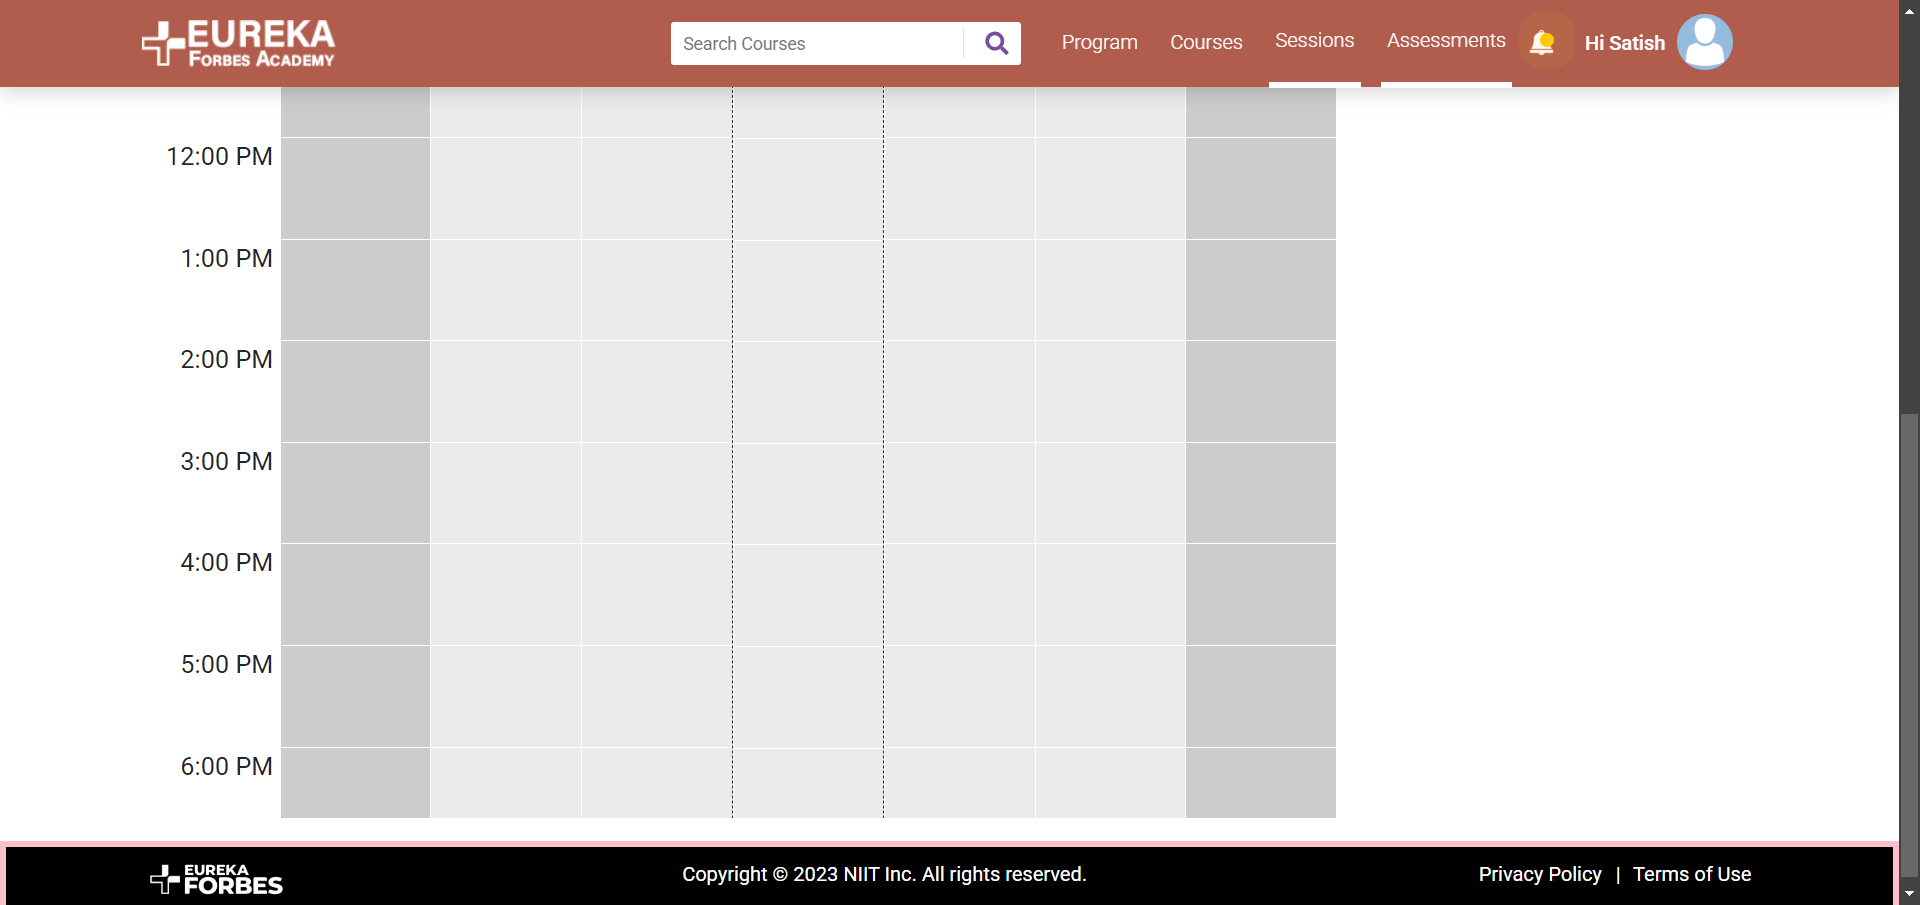 EUREKA
FORBES ACADEMY
Search Courses
Program
Courses
Sessions
Assessments
Hi Satish
12:00 PM
1:00 PM
2:00 PM
3:00 PM
4:00 PM
5:00 PM
6:00 PM
EUREKA
FORBES
Copyright © 2023 NIIT Inc. All rights reserved.
Privacy Policy | Terms of Use